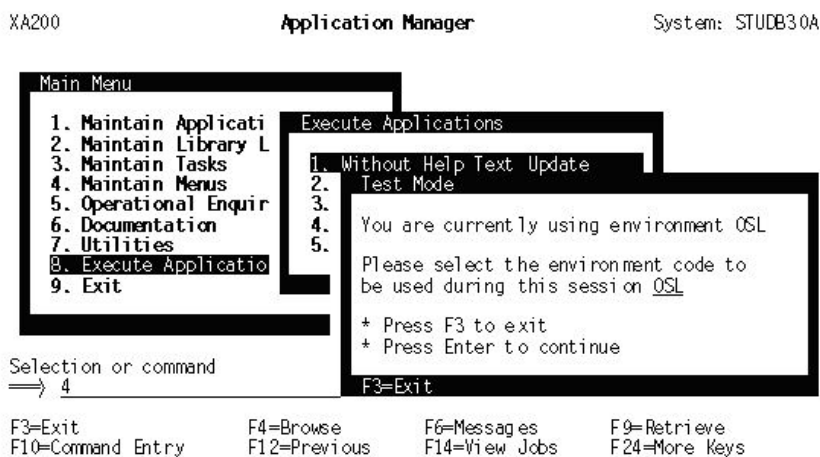 XA200 Application Manager System: STUDB30A
Main Menu
1. Maintain Applicati
2. Maintain Library L
3. Maintain Tasks
4. Maintain Menus
5. Operational Enquir
6. Documentation
7. Utilities
8. Execute Applicatio
9. Exit
Execute Applications
1. Without Help Text Update
2.
3.
4.
5.
Test Mode
You are currently using environment OSL
Please select the environment code to
be used during this session OSL
* Press F3 to exit
* Press Enter to continue
F3=Exit
Selection or command
===> 4
F3=Exit F4=Browse F6=Messages F9=Retrieve
F10=Command Entry F12=Previous F14=View Jobs F24=More Keys